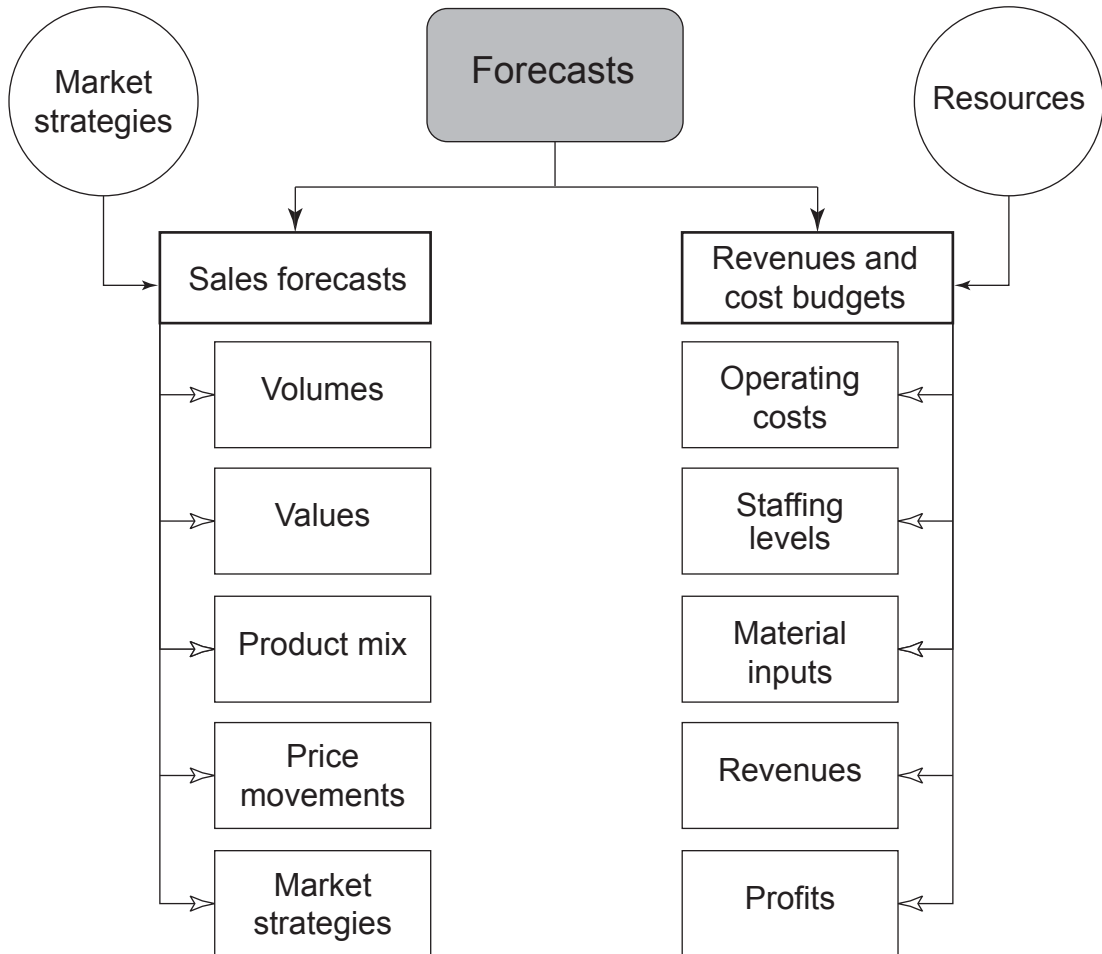 Market
strategies
Forecasts
Resources
Sales forecasts
Volumes
Values
Product mix
Price
movements
Market
strategies
Revenues and
cost budgets
Operating
costs
Staffing
levels
Material
inputs
Revenues
Profits